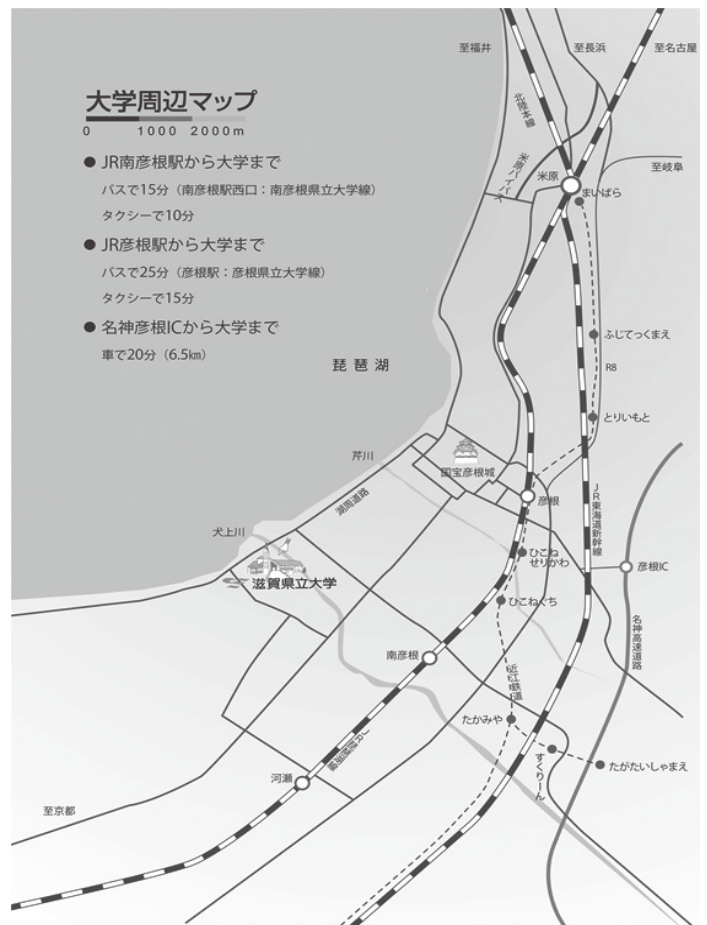 至福井
至長浜
至名古屋
大学周辺マップ
0 1000 2000m
北陸本線
米原バイパス
至岐阜
米原
まいばら
● JR南彦根駅から大学まで
バスで15分（南彦根駅西口：南彦根県立大学線）
タクシーで10分
● JR彦根駅から大学まで
バスで25分（彦根駅：彦根県立大学線）
タクシーで15分
● 名神彦根ICから大学まで
車で20分（6.5㎞）
ふじてっくまえ
琵琶湖
R8
とりいもと
芹川
国宝彦根城
湖周道路
彦根
JR東海道新幹線
犬上川
ひこね
せりかわ
彦根IC
滋賀県立大学
ひこねぐち
名神高速道路
南彦根
近江鉄道
たかみや
JR琵琶湖線
すくりーん
たがたいしゃまえ
河瀬
至京都